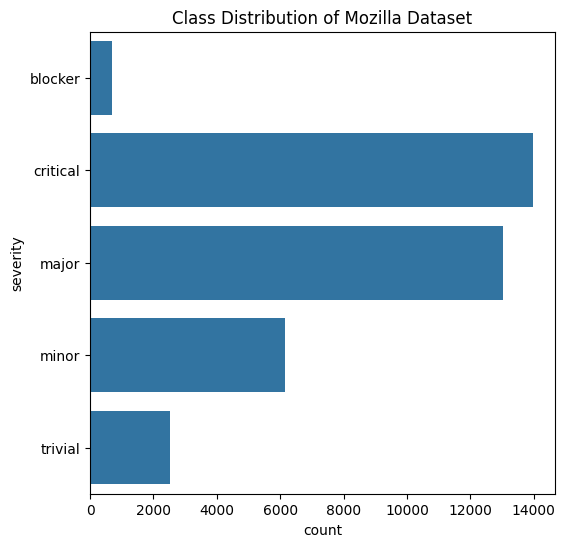 Class Distribution of Mozilla Dataset
blocker
critical
major
minor
trivial
severity
0 2000 4000 6000 8000 10000 12000 14000
count